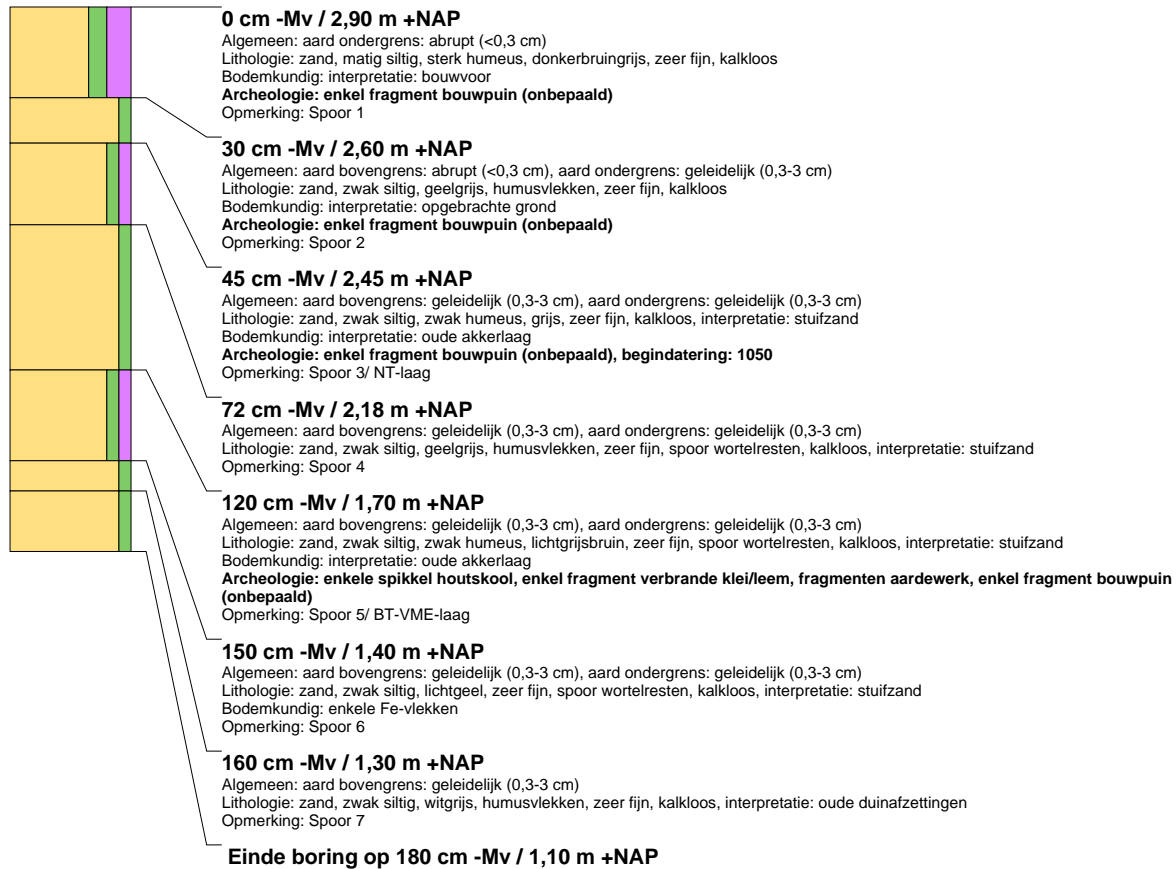 0 cm -Mv / 2,90 m +NAP
Algemeen: aard ondergrens: abrupt (<0,3 cm)
Lithologie: zand, matig siltig, sterk humeus, donkerbruingrijs, zeer fijn, kalkloos
Bodemkundig: interpretatie: bouwvoor
Archeologie: enkel fragment bouwpuin (onbepaald)
Opmerking: Spoor 1
30 cm -Mv / 2,60 m +NAP
Algemeen: aard bovengrens: abrupt (<0,3 cm), aard ondergrens: geleidelijk (0,3-3 cm)
Lithologie: zand, zwak siltig, geelgrijs, humusvlekken, zeer fijn, kalkloos
Bodemkundig: interpretatie: opgebrachte grond
Archeologie: enkel fragment bouwpuin (onbepaald)
Opmerking: Spoor 2
45 cm -Mv / 2,45 m +NAP
Algemeen: aard bovengrens: geleidelijk (0,3-3 cm), aard ondergrens: geleidelijk (0,3-3 cm)
Lithologie: zand, zwak siltig, zwak humeus, grijs, zeer fijn, kalkloos, interpretatie: stuifzand
Bodemkundig: interpretatie: oude akkerlaag
Archeologie: enkel fragment bouwpuin (onbepaald), begindatering: 1050
Opmerking: Spoor 3/ NT-laag
72 cm -Mv / 2,18 m +NAP
Algemeen: aard bovengrens: geleidelijk (0,3-3 cm), aard ondergrens: geleidelijk (0,3-3 cm)
Lithologie: zand, zwak siltig, geelgrijs, humusvlekken, zeer fijn, spoor wortelresten, kalkloos, interpretatie: stuifzand
Opmerking: Spoor 4
120 cm -Mv / 1,70 m +NAP
Algemeen: aard bovengrens: geleidelijk (0,3-3 cm), aard ondergrens: geleidelijk (0,3-3 cm)
Lithologie: zand, zwak siltig, zwak humeus, lichtgrijsbruin, zeer fijn, spoor wortelresten, kalkloos, interpretatie: stuifzand
Bodemkundig: interpretatie: oude akkerlaag
Archeologie: enkele spikkel houtskool, enkel fragment verbrande klei/leem, fragmenten aardewerk, enkel fragment bouwpuin
(onbepaald)
Opmerking: Spoor 5/ BT-VME-laag
150 cm -Mv / 1,40 m +NAP
Algemeen: aard bovengrens: geleidelijk (0,3-3 cm), aard ondergrens: geleidelijk (0,3-3 cm)
Lithologie: zand, zwak siltig, lichtgeel, zeer fijn, spoor wortelresten, kalkloos, interpretatie: stuifzand
Bodemkundig: enkele Fe-vlekken
Opmerking: Spoor 6
160 cm -Mv / 1,30 m +NAP
Algemeen: aard bovengrens: geleidelijk (0,3-3 cm)
Lithologie: zand, zwak siltig, witgrijs, humusvlekken, zeer fijn, kalkloos, interpretatie: oude duinafzettingen
Opmerking: Spoor 7
Einde boring op 180 cm -Mv / 1,10 m +NAP